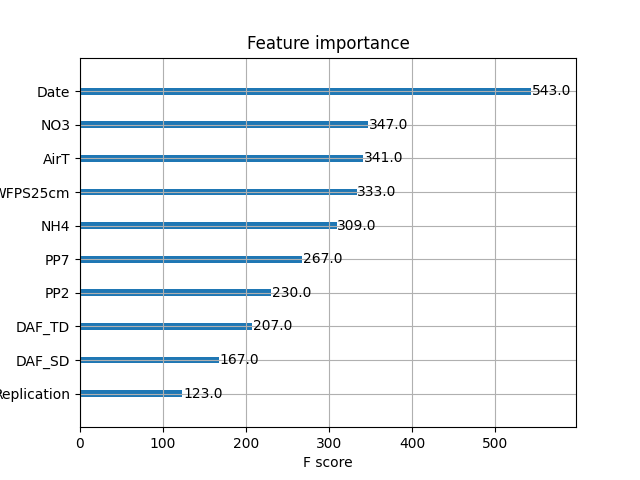 Feature importance
Date 543.0
NO3 347.0
AirT 341.0
WFPS25cm 333.0
NH4 309.0
PP7 267.0
PP2 230.0
DAF_TD 207.0
DAF_SD 167.0
Replication 123.0
0 100 200 300 400 500
F score